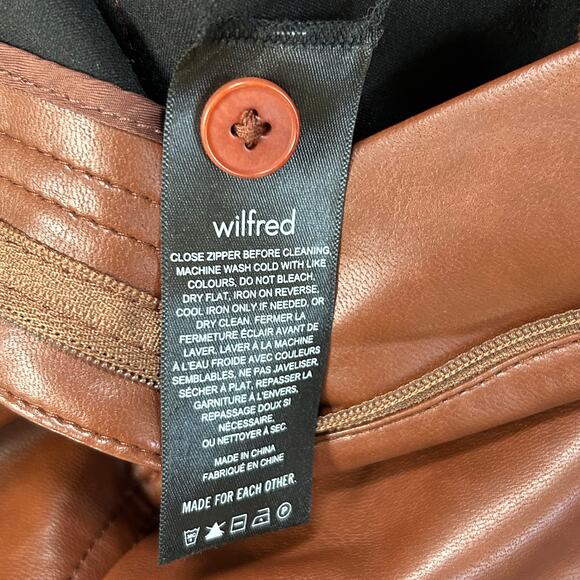 wilfred
CLOSE ZIPPER BEFORE CLEANING,
MACHINE WASH COLD WITH LIKE
COLOURS, DO NOT BLEACH,
DRY FLAT, IRON ON REVERSE,
COOL IRON ONLY IF NEEDED, OR
DRY CLEAN. FERMER LA
FERMETURE ÉCLAIR AVANT DE
LAVER, LAVER À LA MACHINE
À L'EAU FROIDE AVEC COULEURS
SEMBLABLES, NE PAS JAVELISER,
SÉCHER À PLAT, REPASSER LA
GARNITURE À L'ENVERS,
REPASSAGE DOUX SI
NÉCESSAIRE,
OU NETTOYER À SEC.
MADE IN CHINA
FABRIQUÉ EN CHINE
MADE FOR EACH OTHER.
P